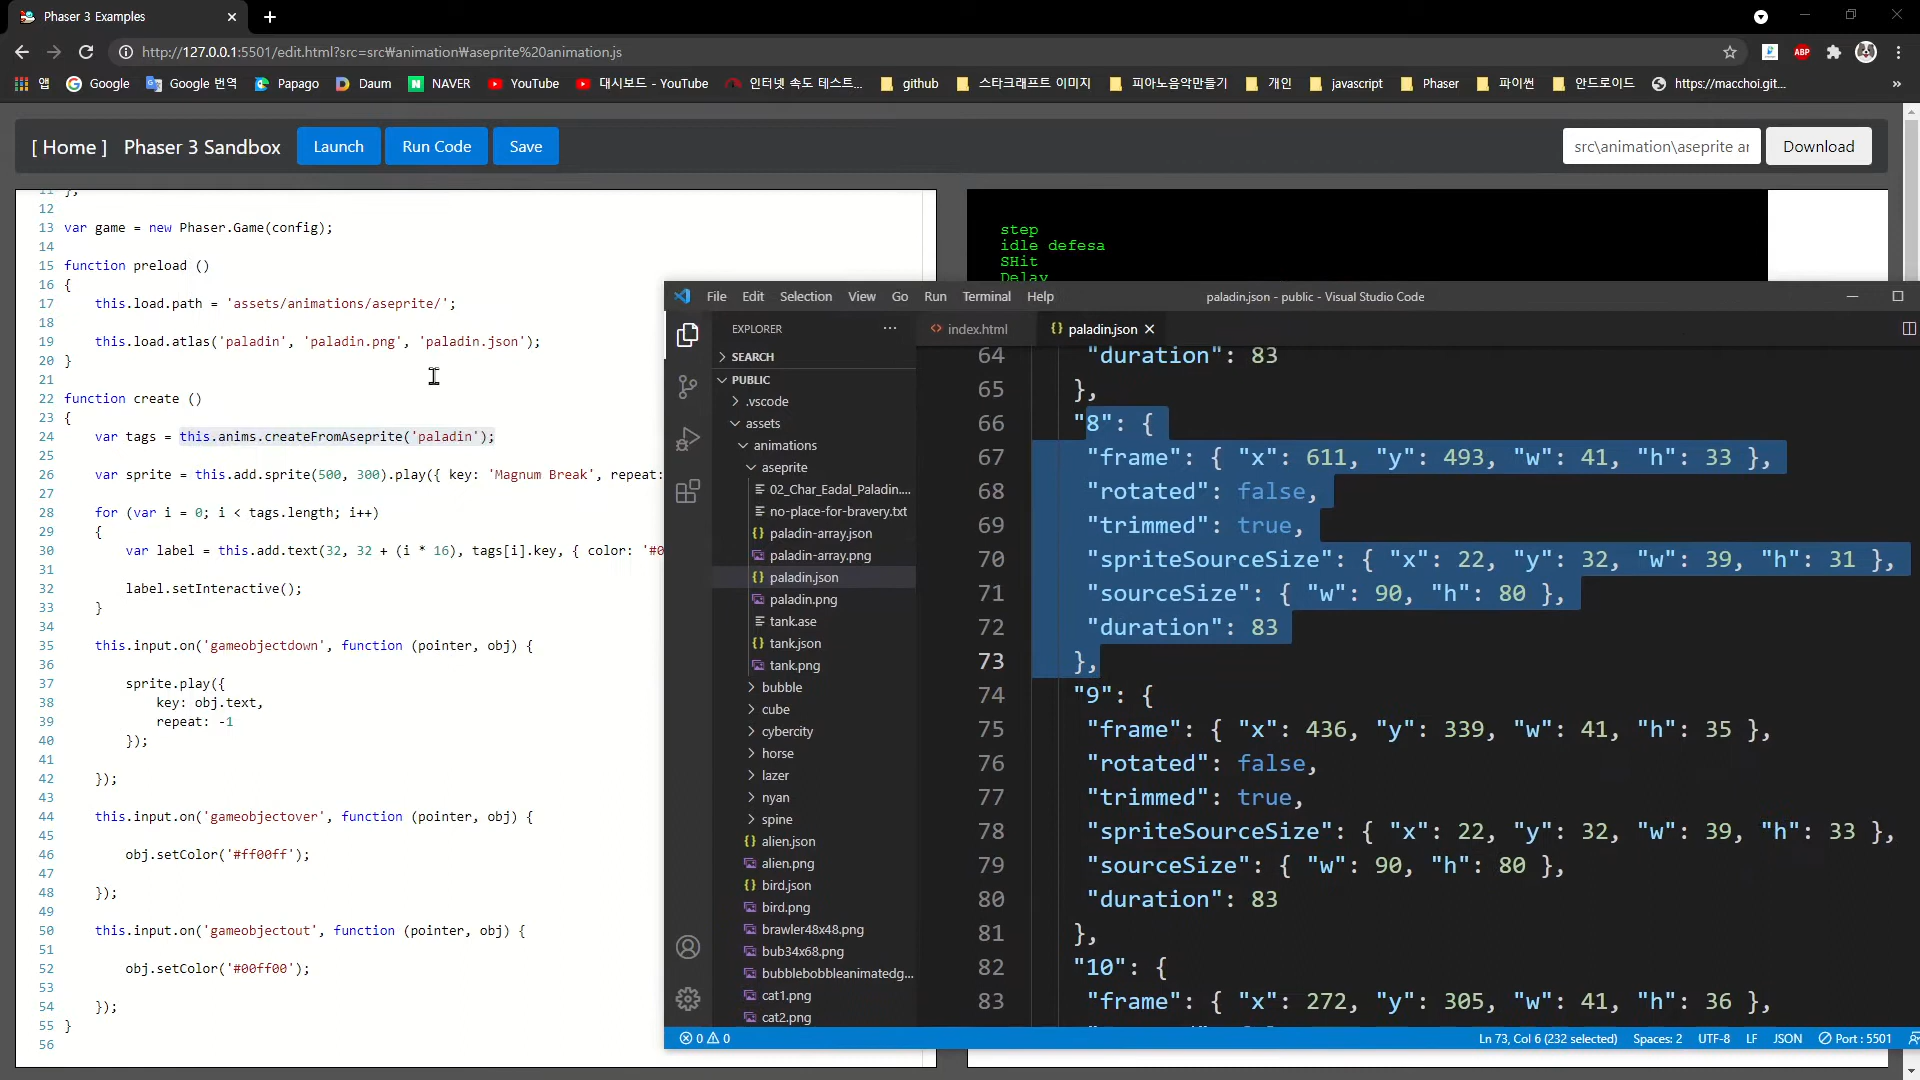 Phaser 3 Examples
http://127.0.0.1:5501/edit.html?src=src￦animation￦aseprite%20animation.js
ABP
앱
Google
Google 번역
Papago
Daum
NAVER
YouTube
대시보드 - YouTube
인터넷 속도 테스트...
github
스타크래프트 이미지
피아노음악만들기
개인
javascript
Phaser
파이썬
안드로이드
https://macchoi.git...
[ Home ]
Phaser 3 Sandbox
Launch
Run Code
Save
src\animation\aseprite ar
Download
11 };
12
13 var game = new Phaser.Game(config);
14
15 function preload ()
16 {
17 this.load.path = 'assets/animations/aseprite/';
18
19 this.load.atlas('paladin', 'paladin.png', 'paladin.json');
20 }
21
22 function create ()
23 {
24 var tags = this.anims.createFromAseprite('paladin');
25
26 var sprite = this.add.sprite(500, 300).play({ key: 'Magnum Break', repeat:
27
28 for (var i = 0; i < tags.length; i++)
29 {
30 var label = this.add.text(32, 32 + (i * 16), tags[i].key, { color: '#0
31
32 label.setInteractive();
33 }
34
35 this.input.on('gameobjectdown', function (pointer, obj) {
36
37 sprite.play({
38 key: obj.text,
39 repeat: -1
40 });
41
42 });
43
44 this.input.on('gameobjectover', function (pointer, obj) {
45
46 obj.setColor('#ff00ff');
47
48 });
49
50 this.input.on('gameobjectout', function (pointer, obj) {
51
52 obj.setColor('#00ff00');
53
54 });
55 }
56
step
idle defesa
SHit
Delay
File Edit Selection View Go Run Terminal Help
paladin.json - public - Visual Studio Code
EXPLORER
SEARCH
PUBLIC
.vscode
assets
animations
aseprite
02_Char_Eadal_Paladin....
no-place-for-bravery.txt
paladin-array.json
paladin-array.png
paladin.json
paladin.png
tank.ase
tank.json
tank.png
bubble
cube
cybercity
horse
lazer
nyan
spine
alien.json
alien.png
bird.json
bird.png
brawler48x48.png
bub34x68.png
bubblebobbleanimatedg...
cat1.png
cat2.png
index.html
paladin.json
64 "duration": 83
65 },
66 "8": {
67 "frame": { "x": 611, "y": 493, "w": 41, "h": 33 },
68 "rotated": false,
69 "trimmed": true,
70 "spriteSourceSize": { "x": 22, "y": 32, "w": 39, "h": 31 },
71 "sourceSize": { "w": 90, "h": 80 },
72 "duration": 83
73 },
74 "9": {
75 "frame": { "x": 436, "y": 339, "w": 41, "h": 35 },
76 "rotated": false,
77 "trimmed": true,
78 "spriteSourceSize": { "x": 22, "y": 32, "w": 39, "h": 33 },
79 "sourceSize": { "w": 90, "h": 80 },
80 "duration": 83
81 },
82 "10": {
83 "frame": { "x": 272, "y": 305, "w": 41, "h": 36 },
0 0
Ln 73, Col 6 (232 selected)
Spaces: 2
UTF-8
LF
JSON
Port : 5501